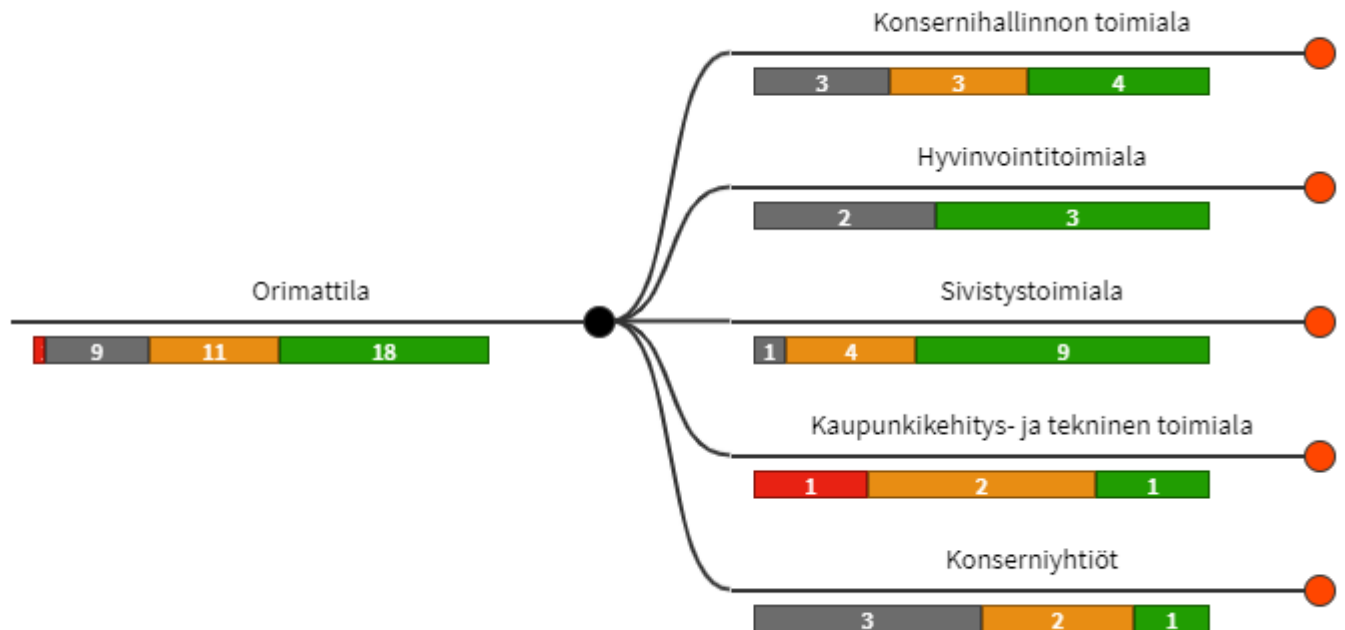 Konsernihallinnon toimiala
3 3 4
Hyvinvointitoimiala
2 3
Orimattila
9 11 18
Sivistystoimiala
1 4 9
Kaupunkikehitys- ja tekninen toimiala
1 2 1
Konserniyhtiöt
3 2 1